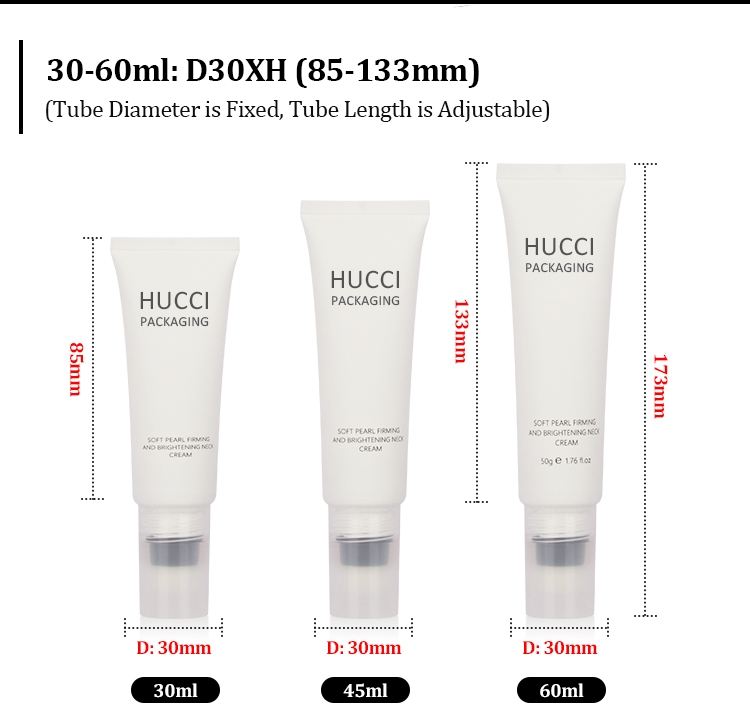 30-60ml: D30XH (85-133mm)
(Tube Diameter is Fixed, Tube Length is Adjustable)
85mm
HUCCI
PACKAGING
SOFT PEARL FIRMING
AND BRIGHTENING NECK
CREAM
HUCCI
PACKAGING
SOFT PEARL FIRMING
AND BRIGHTENING NECK
CREAM
133mm
HUCCI
PACKAGING
SOFT PEARL FIRMING
AND BRIGHTENING NECK
CREAM
50g ℮ 1.76 fl.oz
173mm
D: 30mm
D: 30mm
D: 30mm
30ml
45ml
60ml